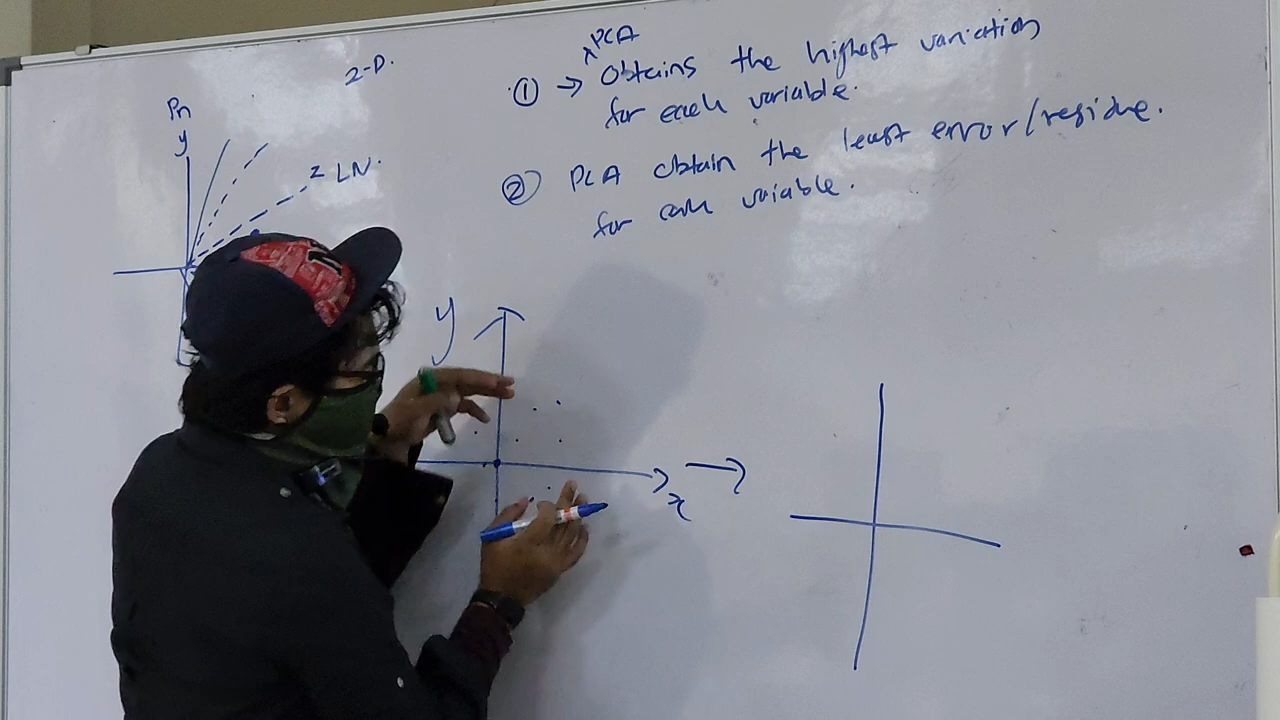 2-D.
Pn
y
2 LN.
PCA
① → Obtains the highest variation
for each variable.
② PCA obtain the least error/residue.
for each variable.
y
x